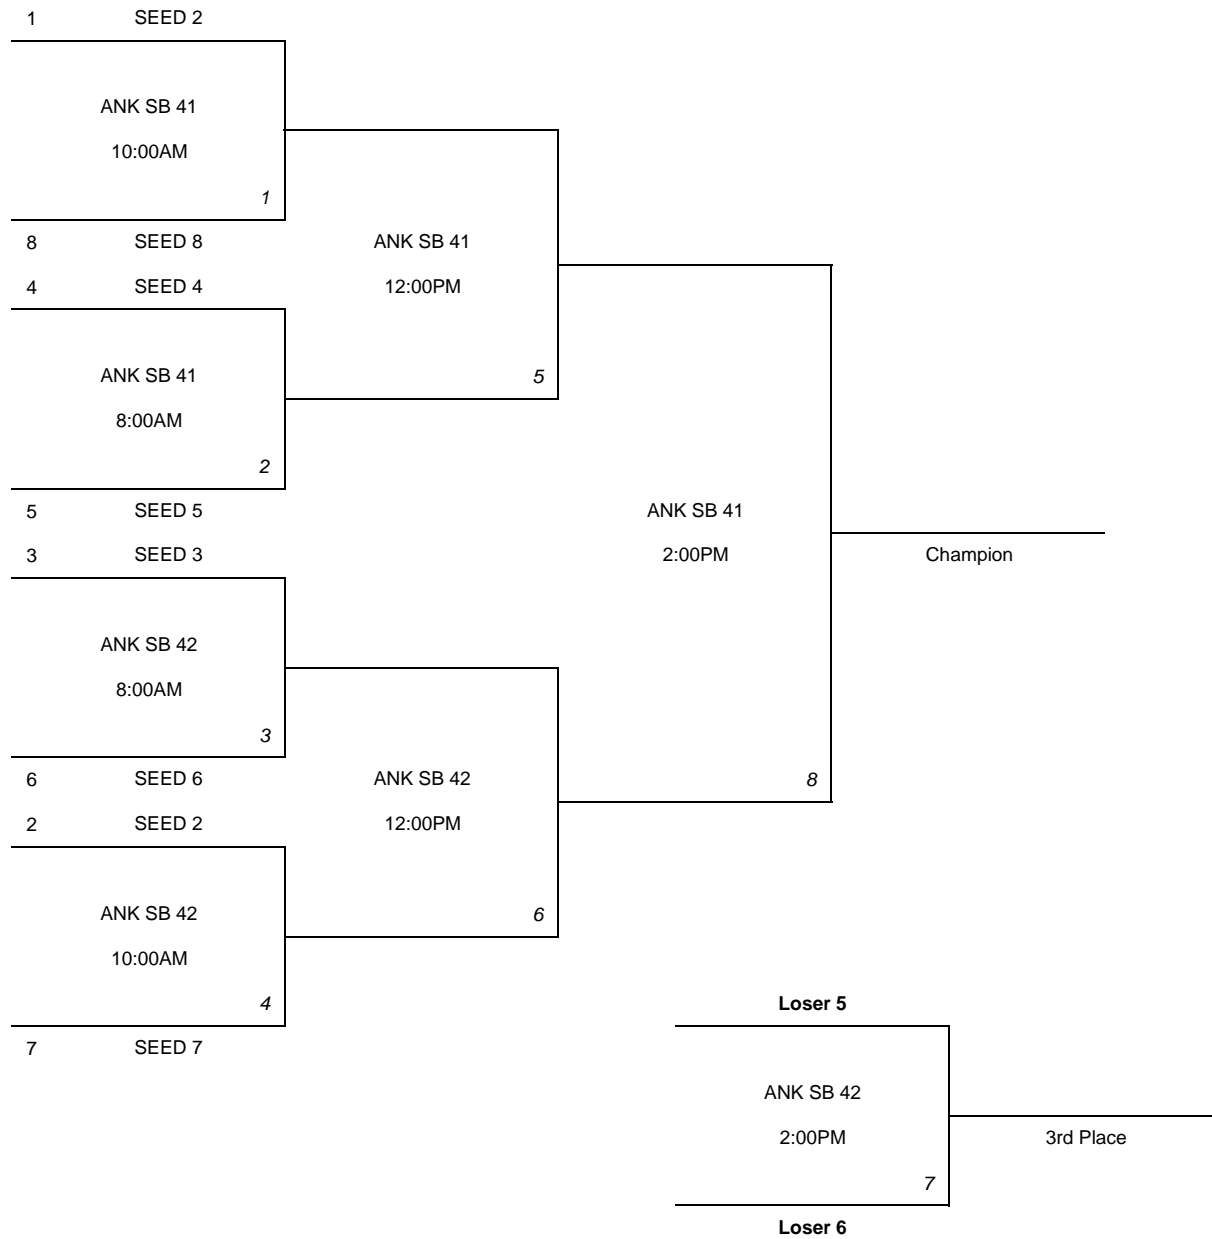 1 SEED 2
ANK SB 41
10:00AM
1
8 SEED 8
ANK SB 41
4 SEED 4
12:00PM
ANK SB 41
8:00AM
5
2
5 SEED 5
ANK SB 41
3 SEED 3
2:00PM
Champion
ANK SB 42
8:00AM
3
6 SEED 6
ANK SB 42
8
2 SEED 2
12:00PM
ANK SB 42
10:00AM
6
4
Loser 5
7 SEED 7
ANK SB 42
2:00PM
3rd Place
7
Loser 6